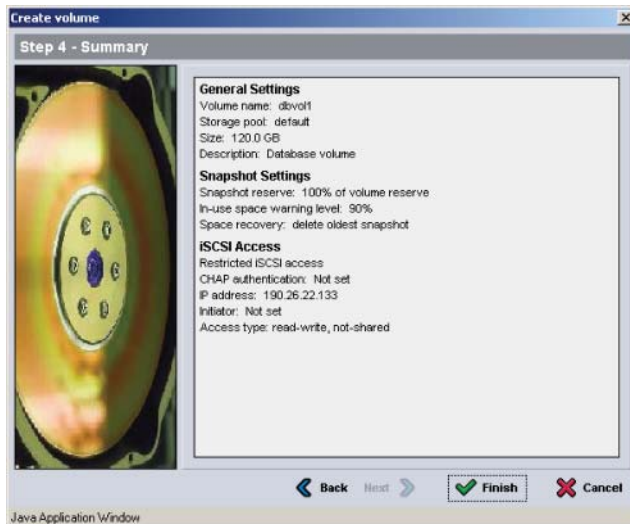 Create volume
Step 4 - Summary
General Settings
Volume name: dbvol1
Storage pool: default
Size: 120.0 GB
Description: Database volume
Snapshot Settings
Snapshot reserve: 100% of volume reserve
In-use space warning level: 90%
Space recovery: delete oldest snapshot
iSCSI Access
Restricted iSCSI access
CHAP authentication: Not set
IP address: 190.26.22.133
Initiator: Not set
Access type: read-write, not-shared
Back Next Finish Cancel
Java Application Window